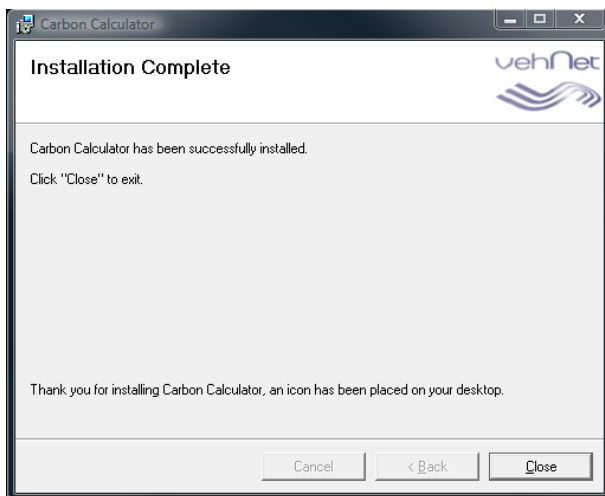 Carbon Calculator
Installation Complete
vehNet
Carbon Calculator has been successfully installed.
Click "Close" to exit.
Thank you for installing Carbon Calculator, an icon has been placed on your desktop.
Cancel
< Back
Close